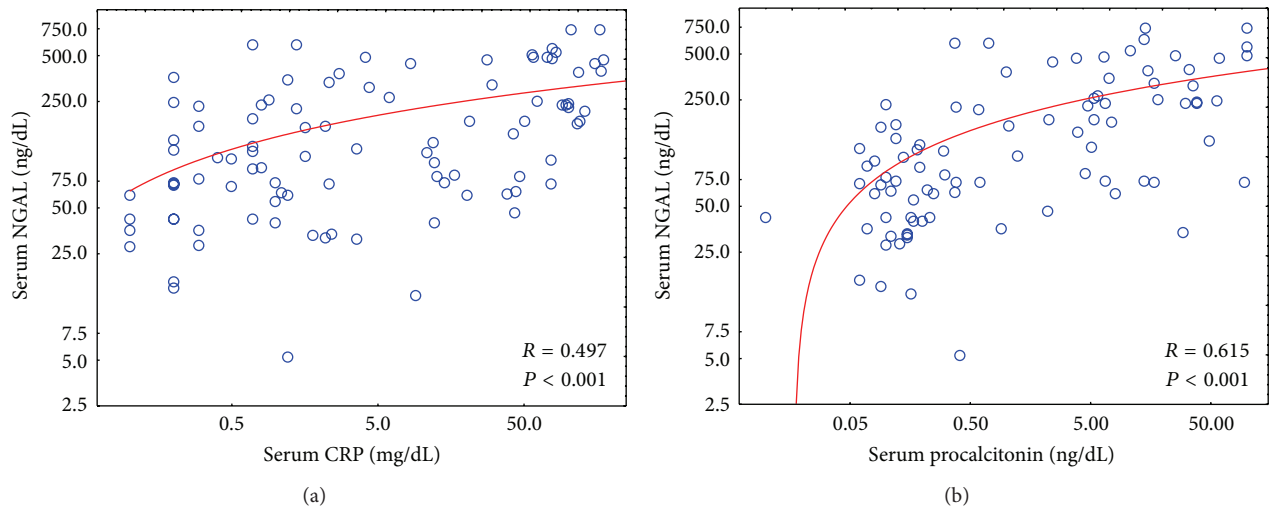 750.0
500.0
250.0
75.0
50.0
25.0
7.5
5.0
2.5
Serum NGAL (ng/dL)
0.5 5.0 50.0
Serum CRP (mg/dL)
R = 0.497
P < 0.001
(a)
750.0
500.0
250.0
75.0
50.0
25.0
7.5
5.0
2.5
Serum NGAL (ng/dL)
0.05 0.50 5.00 50.00
Serum procalcitonin (ng/dL)
R = 0.615
P < 0.001
(b)